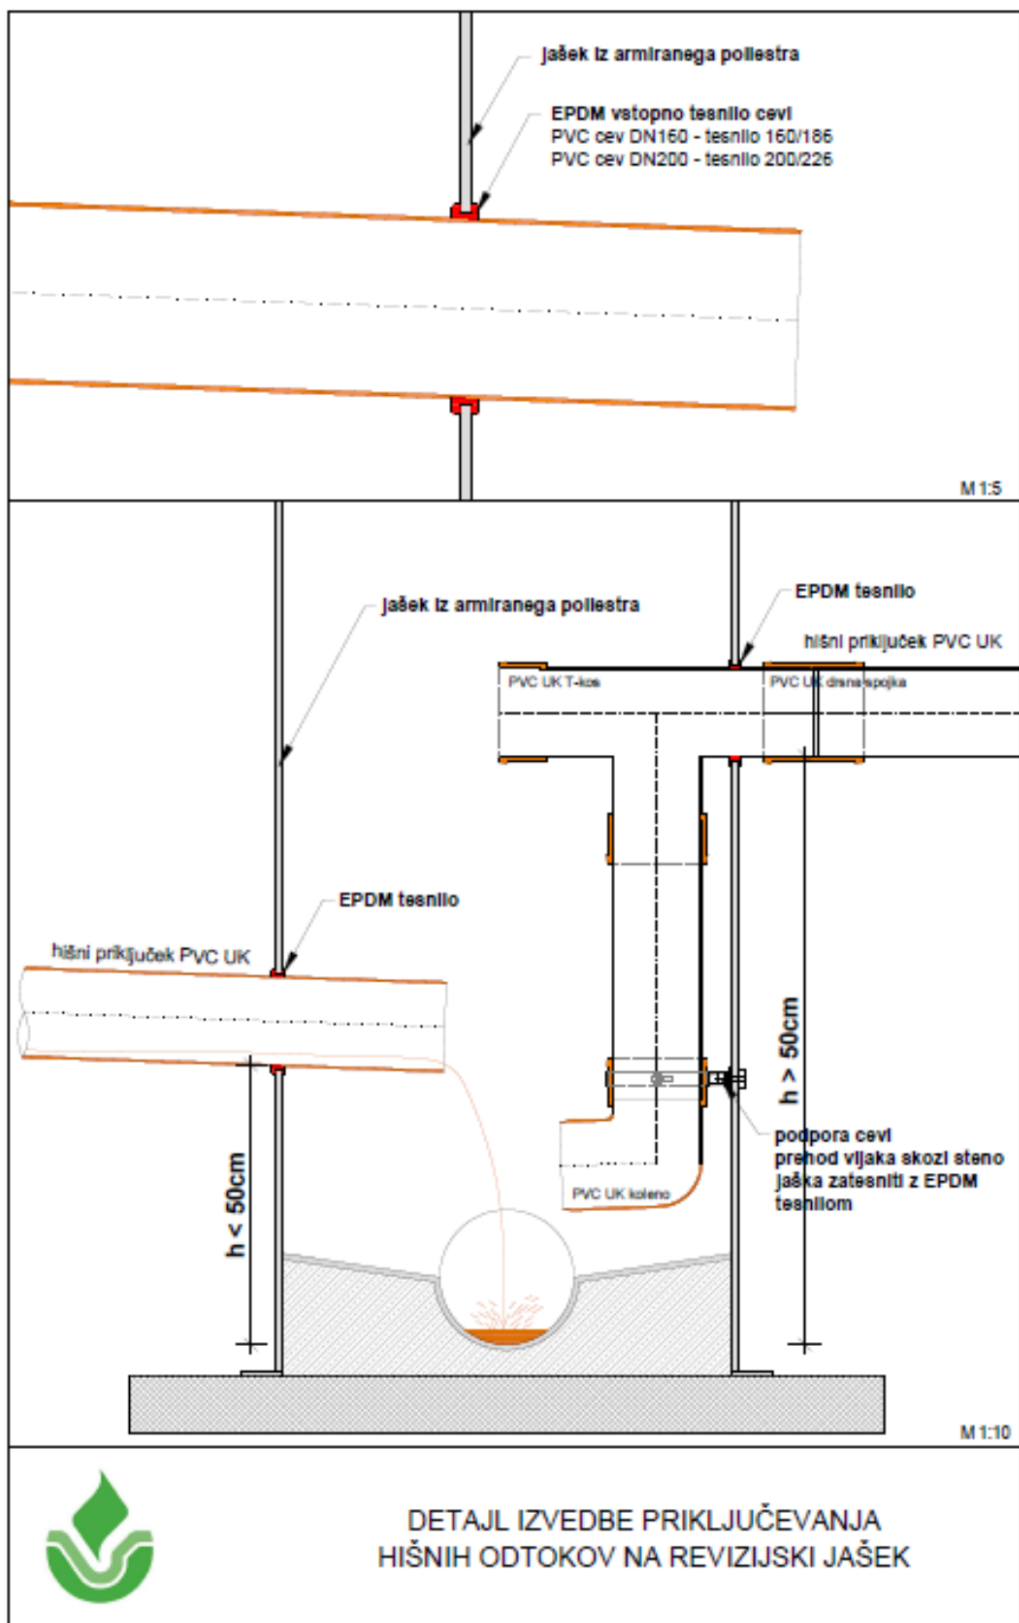 jašek iz armiranega poliestra
EPDM vstopno tesnilo cevi
PVC cev DN160 - tesnilo 160/186
PVC cev DN200 - tesnilo 200/226
M 1:5
EPDM tesnilo
jašek iz armiranega poliestra
hišni priključek PVC UK
PVC UK T-kos
PVC UK drsna spojka
EPDM tesnilo
hišni priključek PVC UK
h > 50cm
podpora cevi
prehod vijaka skozi steno
jaška zatesniti z EPDM
tesnilom
PVC UK koleno
h < 50cm
M 1:10
DETAJL IZVEDBE PRIKLJUČEVANJA
HIŠNIH ODTOKOV NA REVIZIJSKI JAŠEK